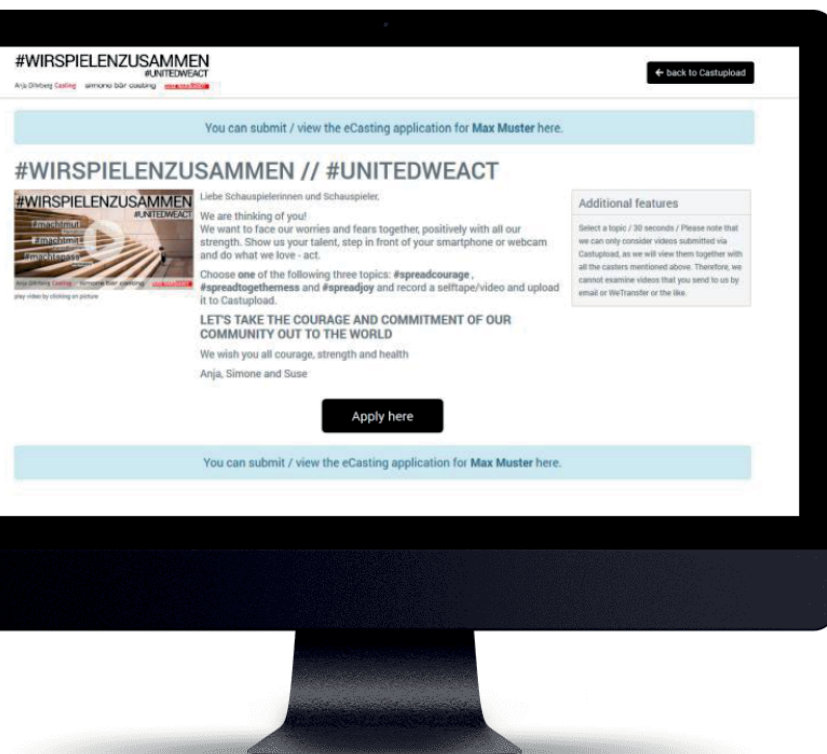 #WIRSPIELENZUSAMMEN
#UNITEDWEACT
Anja Dihrberg Casting simone bär casting
← back to Castupload
You can submit / view the eCasting application for Max Muster here.
#WIRSPIELENZUSAMMEN // #UNITEDWEACT
#WIRSPIELENZUSAMMEN
#UNITEDWEACT
#machtmut
#machtmit
#machtspass
Anja Dihrberg Casting simone bär casting
play video by clicking on picture
Liebe Schauspielerinnen und Schauspieler,
We are thinking of you!
We want to face our worries and fears together, positively with all our
strength. Show us your talent, step in front of your smartphone or webcam
and do what we love - act.
Choose one of the following three topics: #spreadcourage ,
#spreadtogetherness and #spreadjoy and record a selftape/video and upload
it to Castupload.
LET'S TAKE THE COURAGE AND COMMITMENT OF OUR
COMMUNITY OUT TO THE WORLD
We wish you all courage, strength and health
Anja, Simone and Suse
Additional features
Select a topic / 30 seconds / Please note that
we can only consider videos submitted via
Castupload, as we will view them together with
all the casters mentioned above. Therefore, we
cannot examine videos that you send to us by
email or WeTransfer or the like.
Apply here
You can submit / view the eCasting application for Max Muster here.